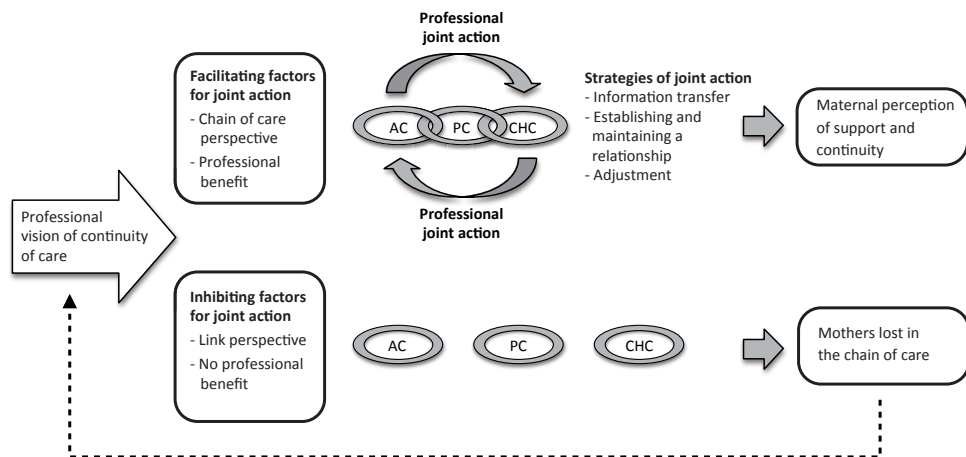 Professional
joint action
Facilitating factors
for joint action
- Chain of care
perspective
- Professional
benefit
AC
PC
CHC
Strategies of joint action
- Information transfer
- Establishing and
maintaining a
relationship
- Adjustment
Maternal perception
of support and
continuity
Professional
joint action
Professional
vision of continuity
of care
Inhibiting factors
for joint action
- Link perspective
- No professional
benefit
AC
PC
CHC
Mothers lost in
the chain of care